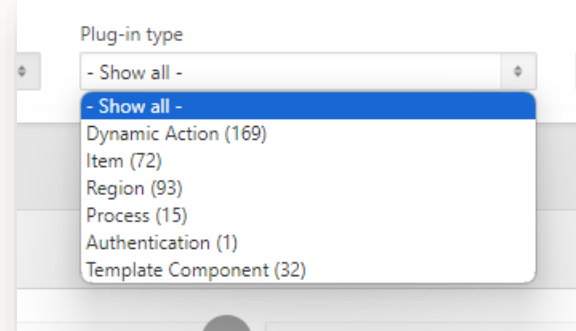 Plug-in type
- Show all -
- Show all -
Dynamic Action (169)
Item (72)
Region (93)
Process (15)
Authentication (1)
Template Component (32)